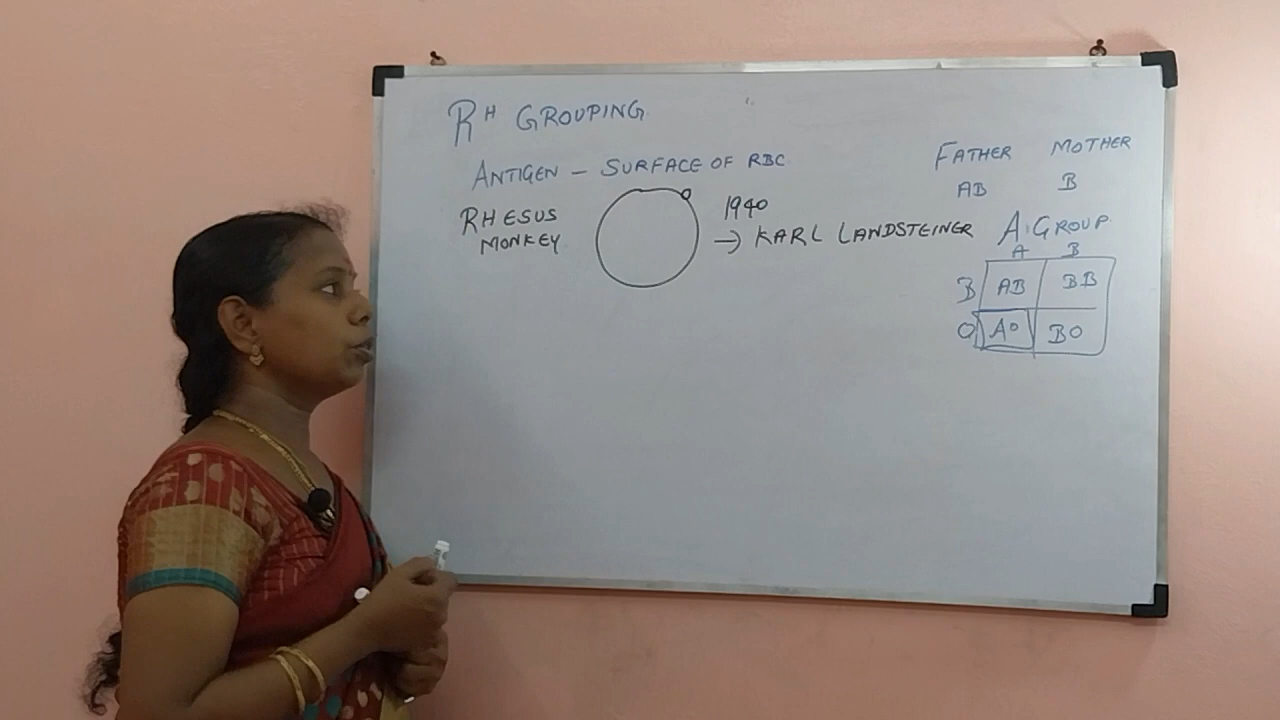 RH GROUPING
ANTIGEN - SURFACE OF RBC
RHESUS
MONKEY
1940
→ KARL LANDSTEINER
FATHER MOTHER
AB B
A GROUP
A B
B AB BB
O AO BO